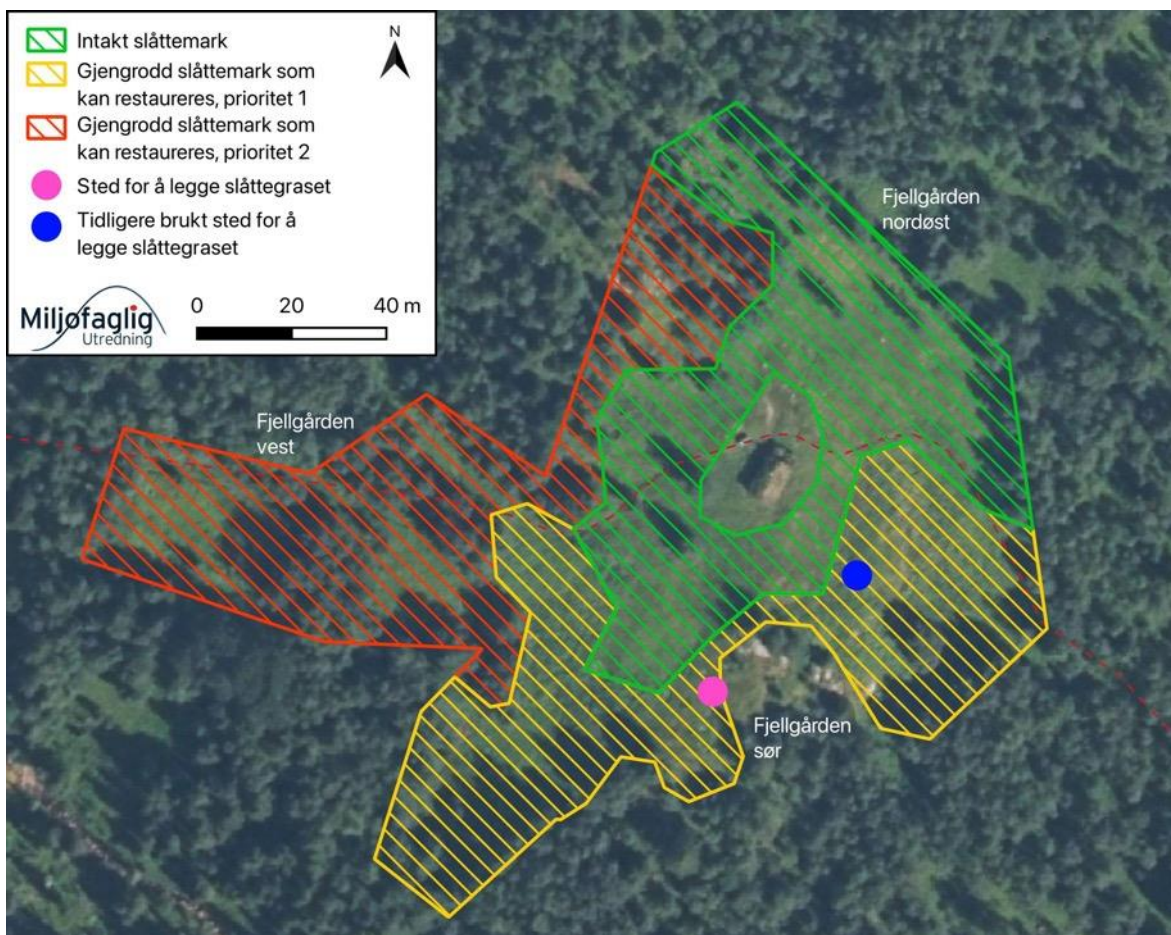 Intakt slåttemark
Gjengrodd slåttemark som
kan restaureres, prioritet 1
Gjengrodd slåttemark som
kan restaureres, prioritet 2
Sted for å legge slåttegraset
Tidligere brukt sted for å
legge slåttegraset
N
Miljøfaglig
Utredning
0 20 40 m
Fjellgården
nordøst
Fjellgården
vest
Fjellgården
sør